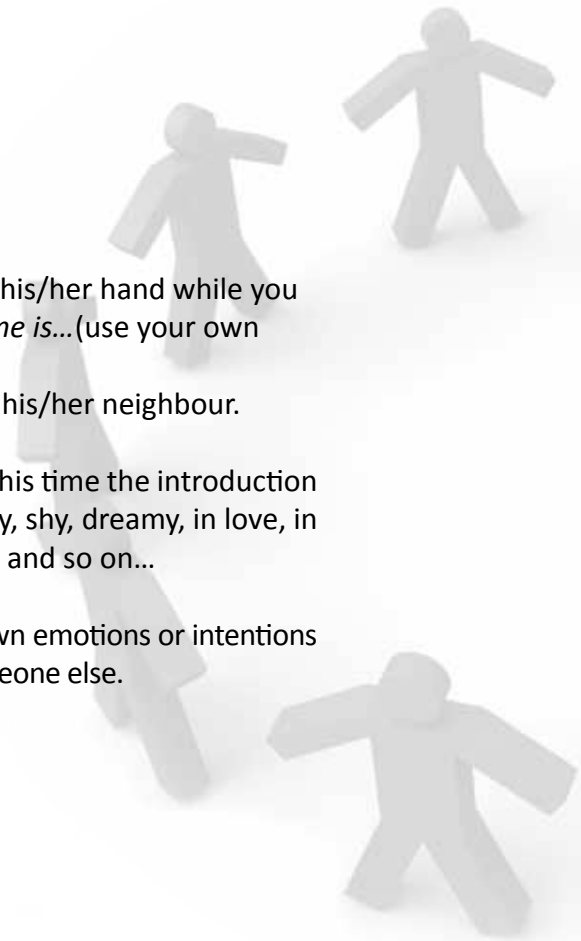 his/her hand while you
me is...(use your own
his/her neighbour.
his time the introduction
y, shy, dreamy, in love, in
and so on...
wn emotions or intentions
eone else.